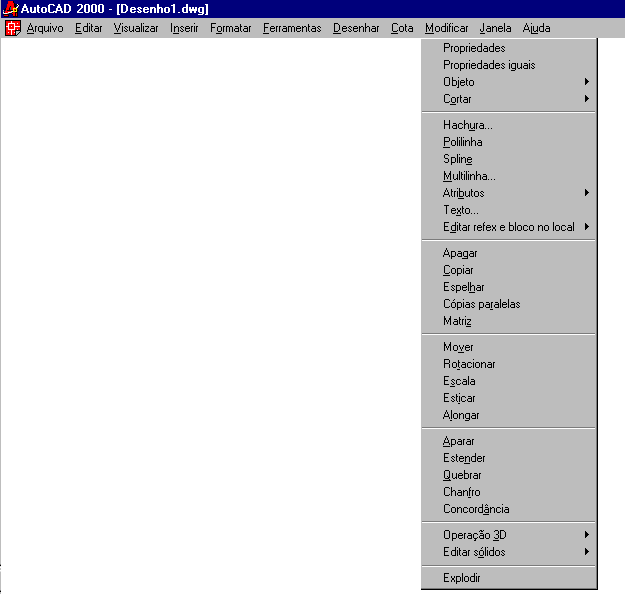 AutoCAD 2000 - [Desenho1.dwg]
Arquivo Editar Visualizar Inserir Formatar Ferramentas Desenhar Cota Modificar Janela Ajuda
Propriedades
Propriedades iguais
Objeto
Cortar
Hachura...
Polilinha
Spline
Multilinha...
Atributos
Texto...
Editar refex e bloco no local
Apagar
Copiar
Espelhar
Cópias paralelas
Matriz
Mover
Rotacionar
Escala
Esticar
Alongar
Aparar
Estender
Quebrar
Chanfro
Concordância
Operação 3D
Editar sólidos
Explodir